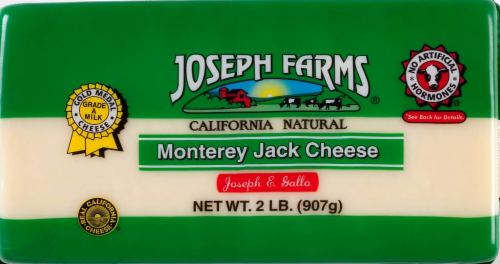 JOSEPH FARMS
®
CALIFORNIA NATURAL
Monterey Jack Cheese
Joseph E. Gallo
NET WT. 2 LB. (907g)
GOLD MEDAL
GRADE
A
MILK
CHEESE
REAL CALIFORNIA
CHEESE
NO ARTIFICIAL
HORMONES
*See Back for Details.